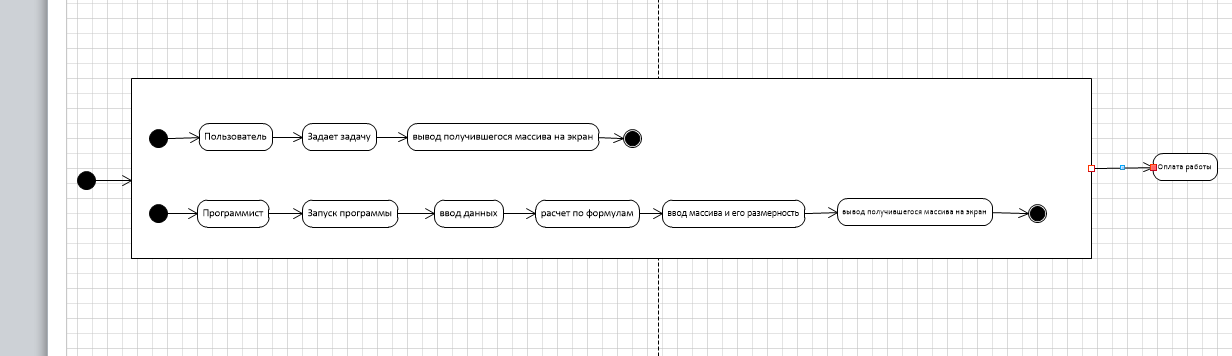 Пользователь
Задает задачу
вывод получившегося массива на экран
Оплата работы
Программист
Запуск программы
ввод данных
расчет по формулам
ввод массива и его размерность
вывод получившегося массива на экран